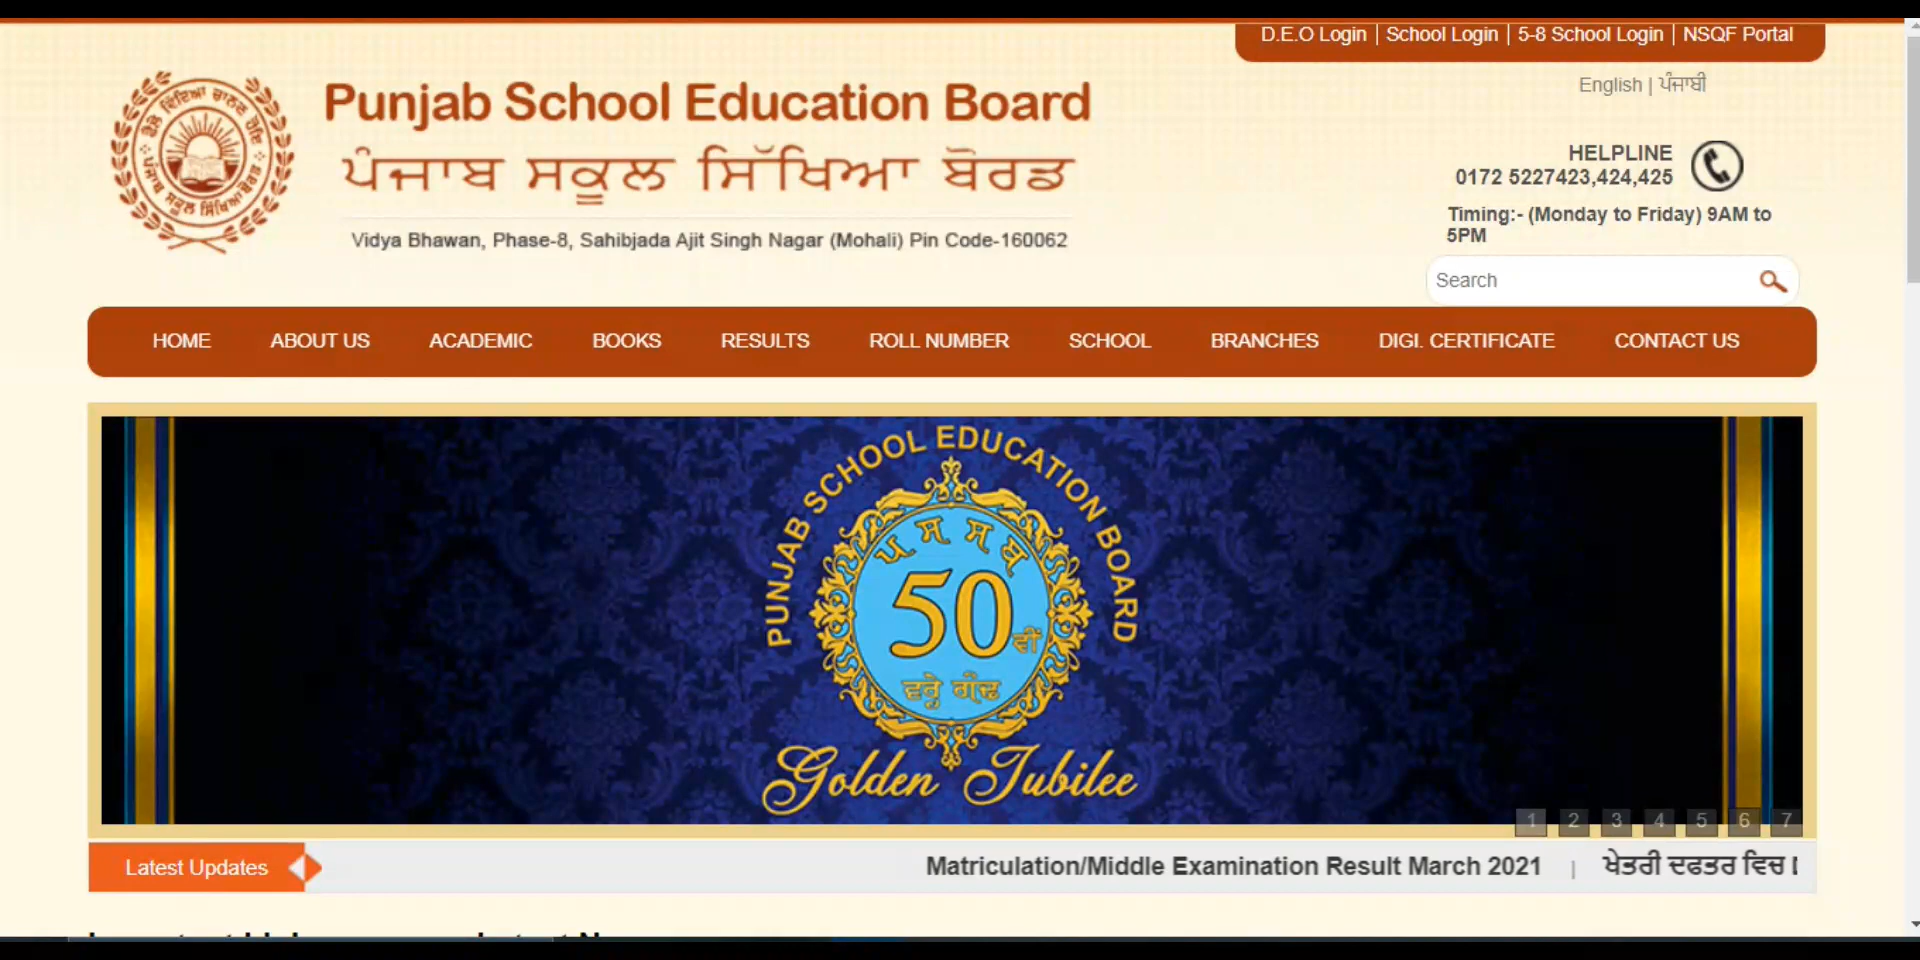 D.E.O Login | School Login | 5-8 School Login | NSQF Portal
English | ਪੰਜਾਬੀ
Punjab School Education Board
ਪੰਜਾਬ ਸਕੂਲ ਸਿੱਖਿਆ ਬੋਰਡ
Vidya Bhawan, Phase-8, Sahibjada Ajit Singh Nagar (Mohali) Pin Code-160062
HELPLINE
0172 5227423,424,425
Timing:- (Monday to Friday) 9AM to
5PM
Search
HOME ABOUT US ACADEMIC BOOKS RESULTS ROLL NUMBER SCHOOL BRANCHES DIGI. CERTIFICATE CONTACT US
PUNJAB SCHOOL EDUCATION BOARD
ਪ ਸ ਸ ਬ
50ਵੀਂ
ਵਰ੍ਹੇ ਗੰਢ
Golden Jubilee
1 2 3 4 5 6 7
Latest Updates
Matriculation/Middle Examination Result March 2021 | ਖੇਤਰੀ ਦਫਤਰ ਵਿਚ